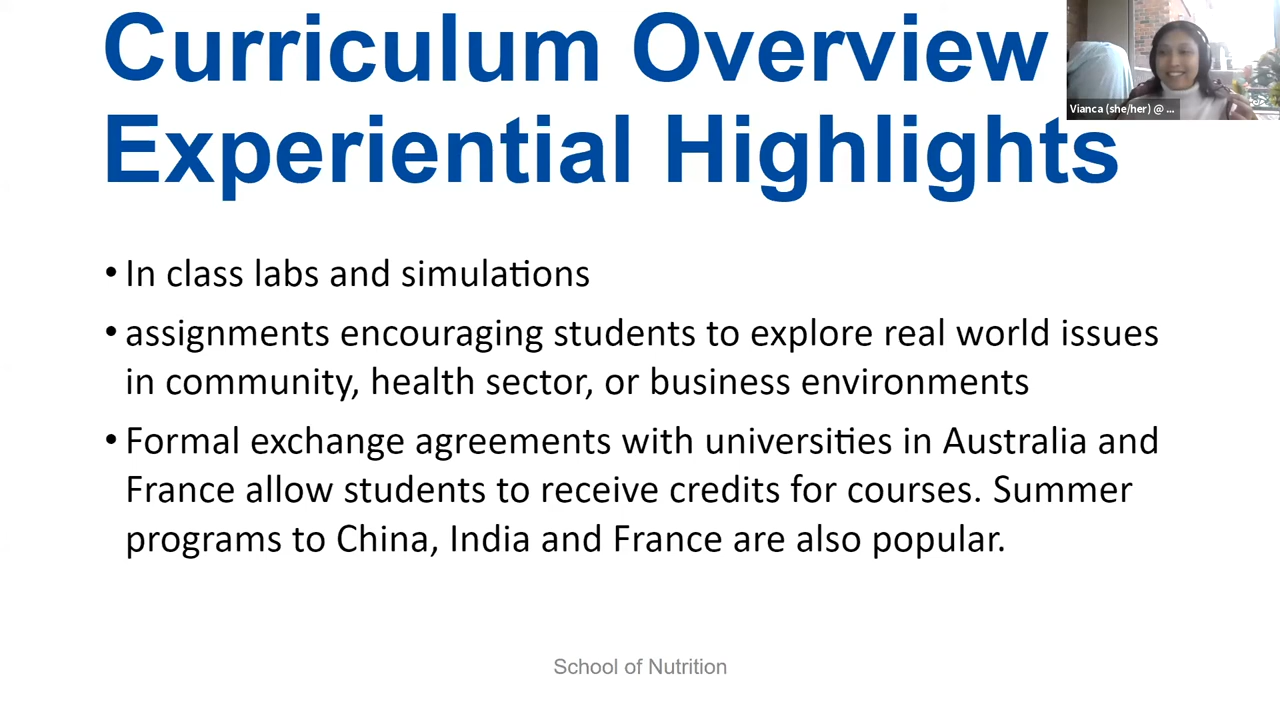 Curriculum Overview
Experiential Highlights
Vianca (she/her) @ ...
• In class labs and simulations
• assignments encouraging students to explore real world issues
in community, health sector, or business environments
• Formal exchange agreements with universities in Australia and
France allow students to receive credits for courses. Summer
programs to China, India and France are also popular.
School of Nutrition